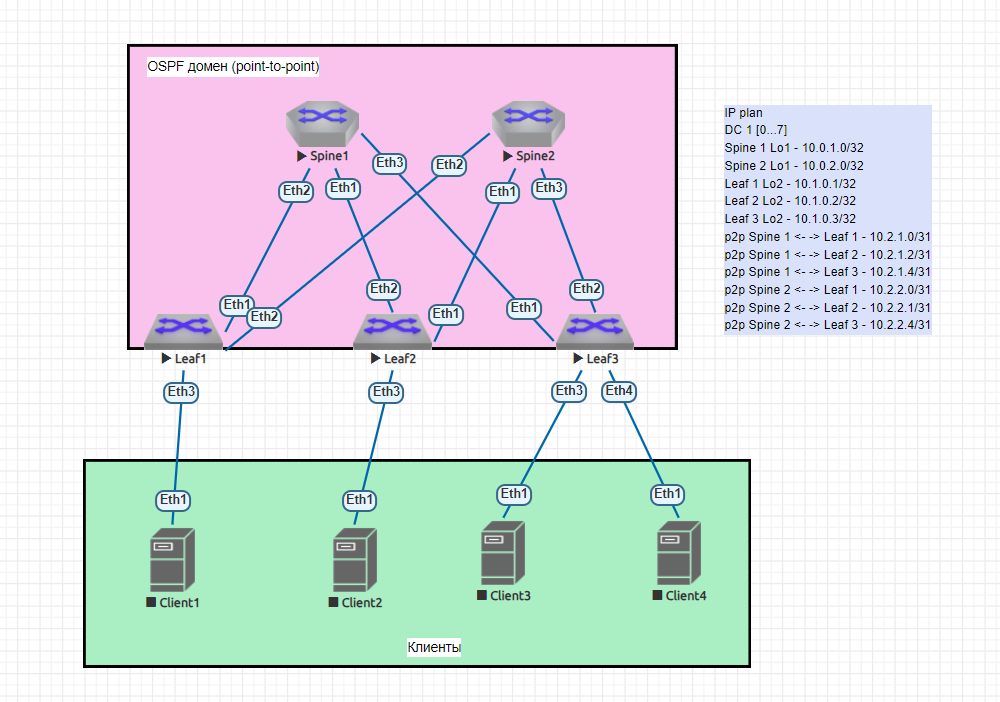 OSPF домен (point-to-point)
IP plan
DC 1 [0...7]
Spine 1 Lo1 - 10.0.1.0/32
Spine 2 Lo1 - 10.0.2.0/32
Leaf 1 Lo2 - 10.1.0.1/32
Leaf 2 Lo2 - 10.1.0.2/32
Leaf 3 Lo2 - 10.1.0.3/32
p2p Spine 1 <- -> Leaf 1 - 10.2.1.0/31
p2p Spine 1 <- -> Leaf 2 - 10.2.1.2/31
p2p Spine 1 <- -> Leaf 3 - 10.2.1.4/31
p2p Spine 2 <- -> Leaf 1 - 10.2.2.0/31
p2p Spine 2 <- -> Leaf 2 - 10.2.2.1/31
p2p Spine 2 <- -> Leaf 3 - 10.2.2.4/31
Spine1
Spine2
Eth3
Eth2
Eth2
Eth1
Eth1
Eth3
Eth2
Eth2
Eth1
Eth2
Eth1
Eth1
Leaf1
Leaf2
Leaf3
Eth3
Eth3
Eth3
Eth4
Eth1
Eth1
Eth1
Eth1
Client1
Client2
Client3
Client4
Клиенты